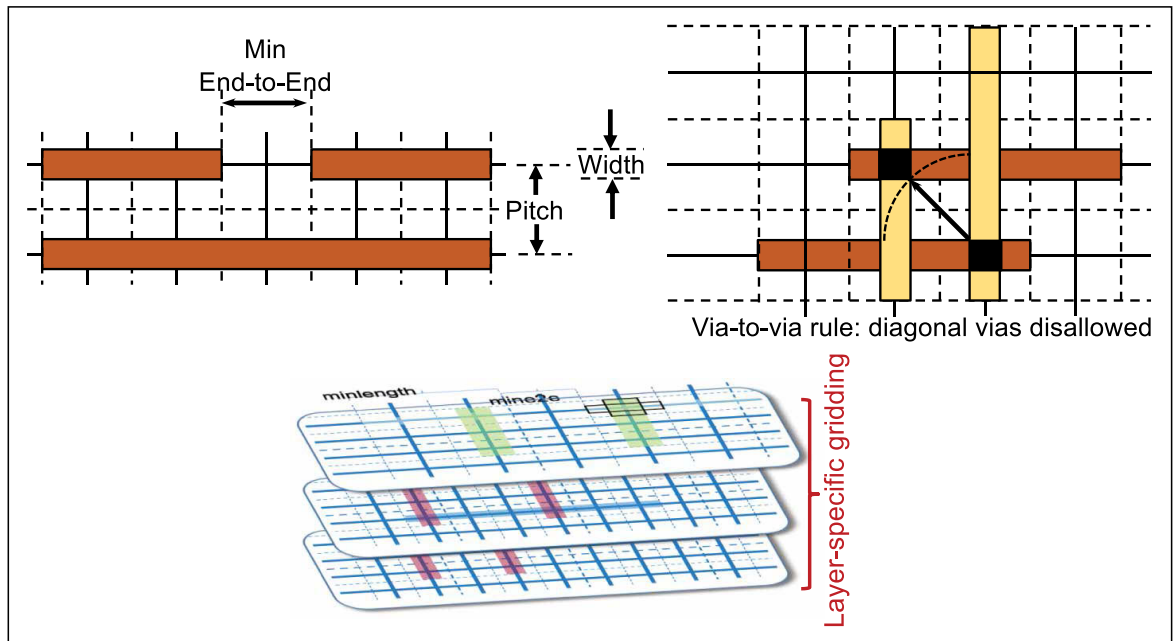 Min
End-to-End
Width
Pitch
Via-to-via rule: diagonal vias disallowed
minlength
mine2e
Layer-specific gridding